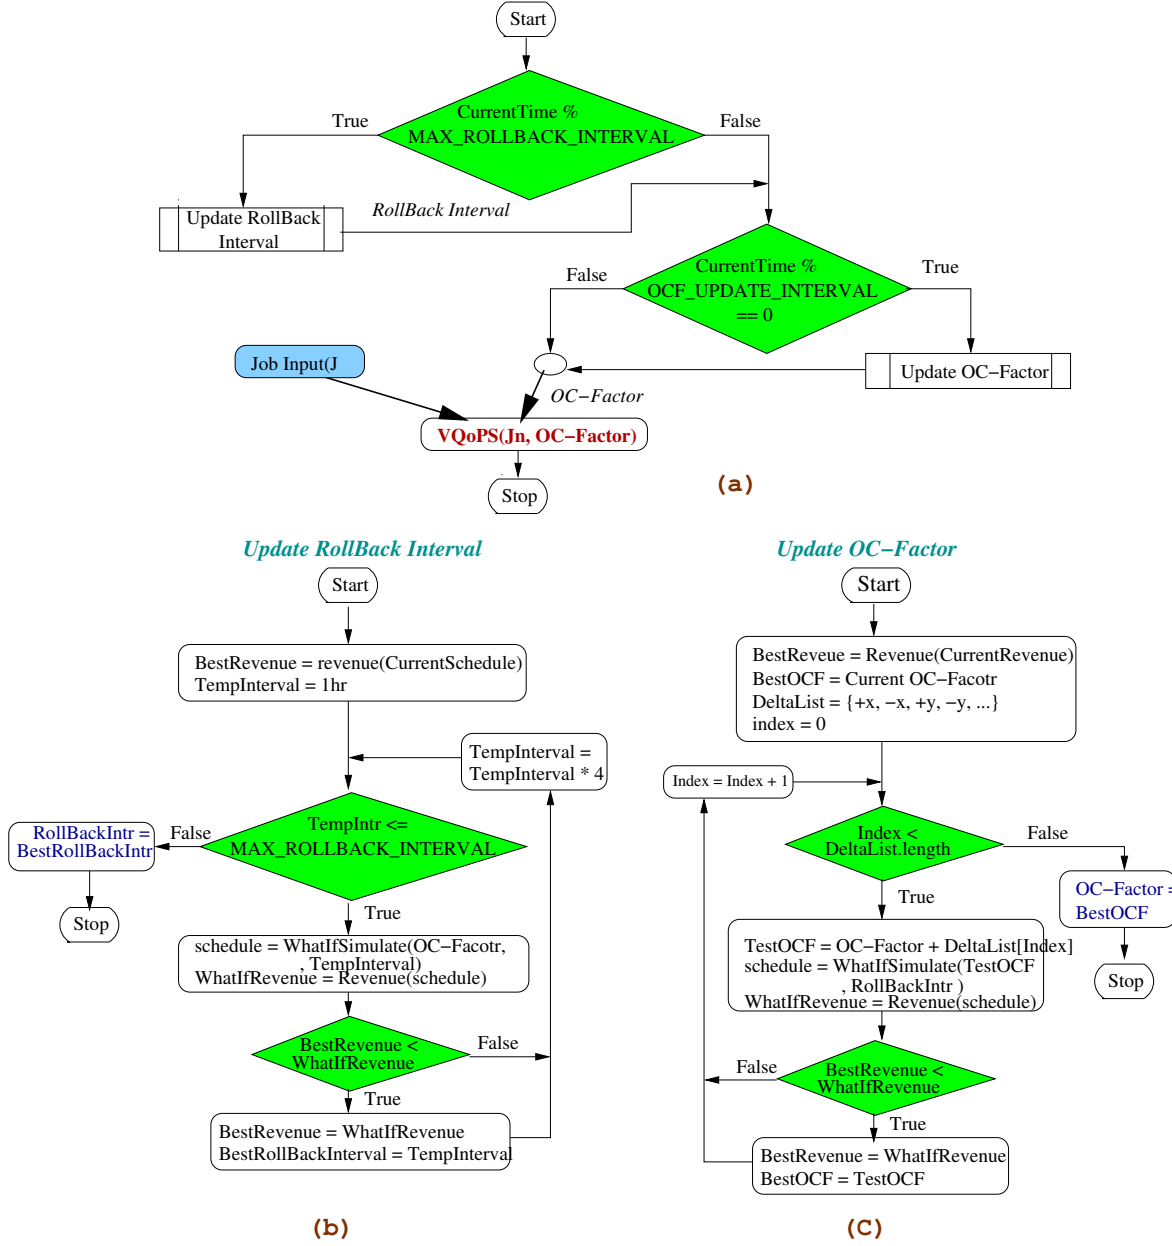 Start
CurrentTime %
MAX_ROLLBACK_INTERVAL
True
False
Update RollBack
Interval
RollBack Interval
CurrentTime %
OCF_UPDATE_INTERVAL
== 0
False
True
Job Input(J
Update OC−Factor
OC−Factor
VQoPS(Jn, OC−Factor)
Stop
(a)
Update RollBack Interval
Start
BestRevenue = revenue(CurrentSchedule)
TempInterval = 1hr
TempInterval =
TempInterval * 4
TempIntr <=
MAX_ROLLBACK_INTERVAL
False
RollBackIntr =
BestRollBackIntr
Stop
True
schedule = WhatIfSimulate(OC−Facotr,
, TempInterval)
WhatIfRevenue = Revenue(schedule)
BestRevenue <
WhatIfRevenue
False
True
BestRevenue = WhatIfRevenue
BestRollBackInterval = TempInterval
(b)
Update OC−Factor
Start
BestReveue = Revenue(CurrentRevenue)
BestOCF = Current OC−Facotr
DeltaList = {+x, −x, +y, −y, ...}
index = 0
Index = Index + 1
Index <
DeltaList.length
False
OC−Factor =
BestOCF
Stop
True
TestOCF = OC−Factor + DeltaList[Index]
schedule = WhatIfSimulate(TestOCF
, RollBackIntr )
WhatIfRevenue = Revenue(schedule)
BestRevenue <
WhatIfRevenue
False
True
BestRevenue = WhatIfRevenue
BestOCF = TestOCF
(C)